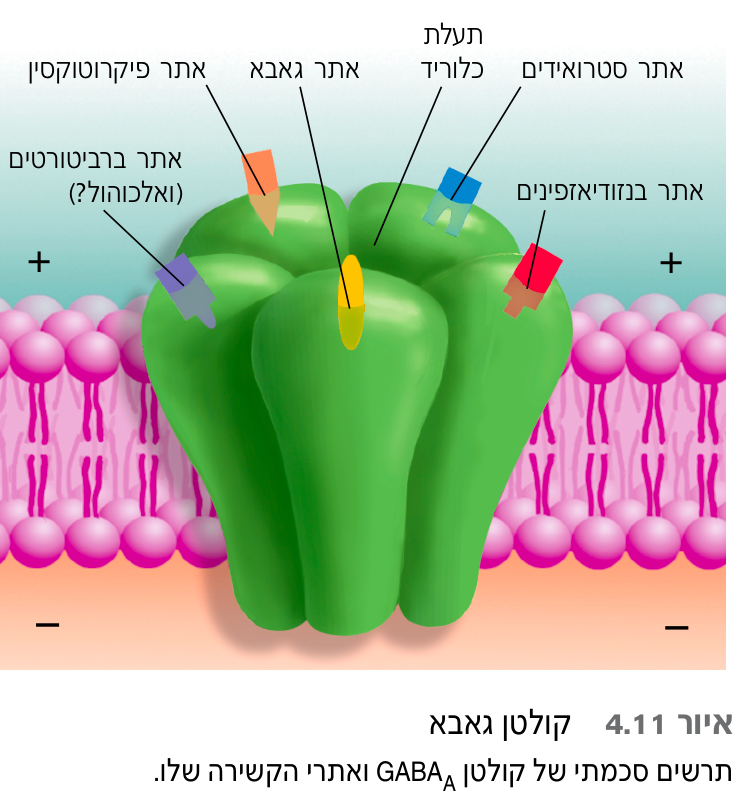 תעלת
כלוריד
אתר סטרואידים
אתר גאבא
אתר פיקרוטוקסין
אתר ברביטורטים
(ואלכוהול?)
אתר בנזודיאזפינים
+
+
–
–
איור 4.11 קולטן גאבא
תרשים סכמתי של קולטן GABAA ואתרי הקשירה שלו.